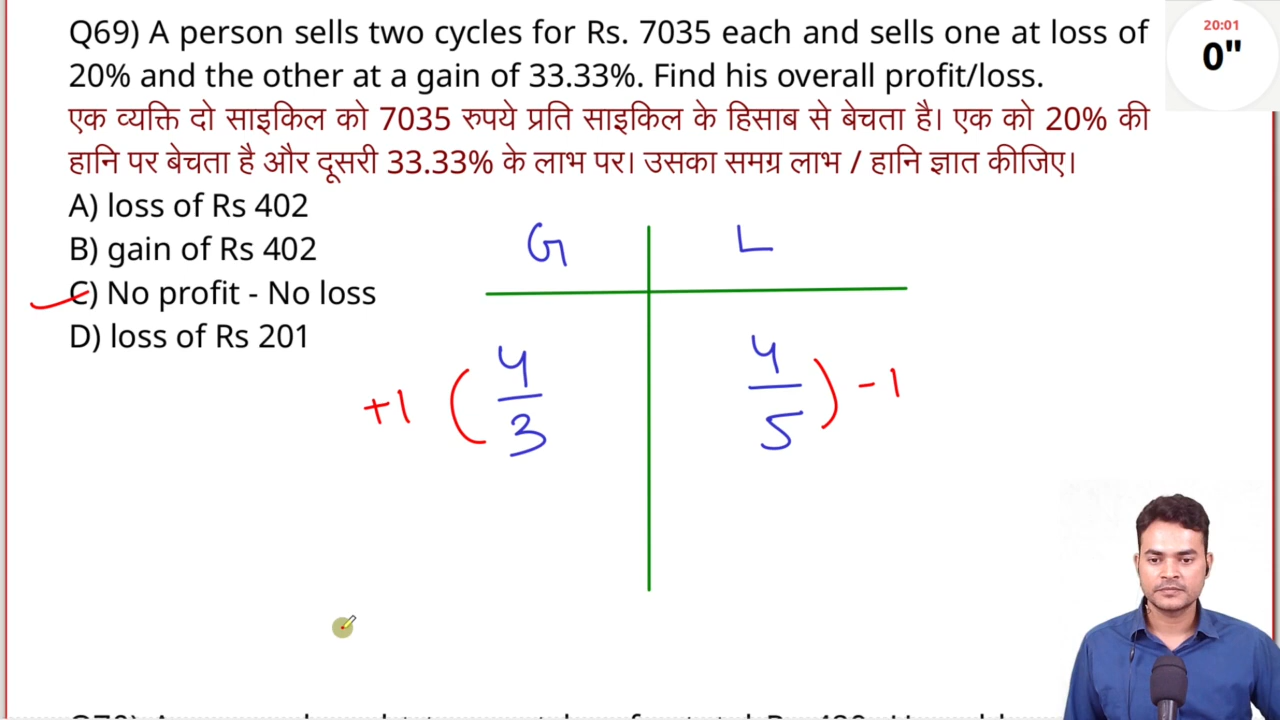 20:01
0"
Q69) A person sells two cycles for Rs. 7035 each and sells one at loss of
20% and the other at a gain of 33.33%. Find his overall profit/loss.
एक व्यक्ति दो साइकिल को 7035 रुपये प्रति साइकिल के हिसाब से बेचता है। एक को 20% की
हानि पर बेचता है और दूसरी 33.33% के लाभ पर। उसका समग्र लाभ / हानि ज्ञात कीजिए।
A) loss of Rs 402
B) gain of Rs 402
C) No profit - No loss
D) loss of Rs 201
G L
+1 ( 4/3 4/5 ) -1